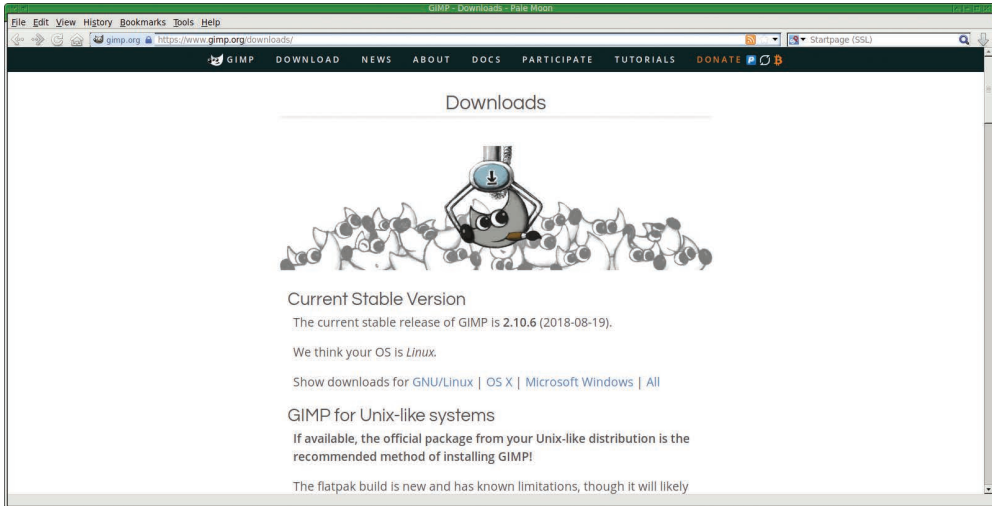 GIMP - Downloads - Pale Moon
File Edit View History Bookmarks Tools Help
gimp.org https://www.gimp.org/downloads/ Startpage (SSL)
GIMP DOWNLOAD NEWS ABOUT DOCS PARTICIPATE TUTORIALS DONATE
Downloads
Current Stable Version
The current stable release of GIMP is 2.10.6 (2018-08-19).
We think your OS is Linux.
Show downloads for GNU/Linux | OS X | Microsoft Windows | All
GIMP for Unix-like systems
If available, the official package from your Unix-like distribution is the
recommended method of installing GIMP!
The flatpak build is new and has known limitations, though it will likely